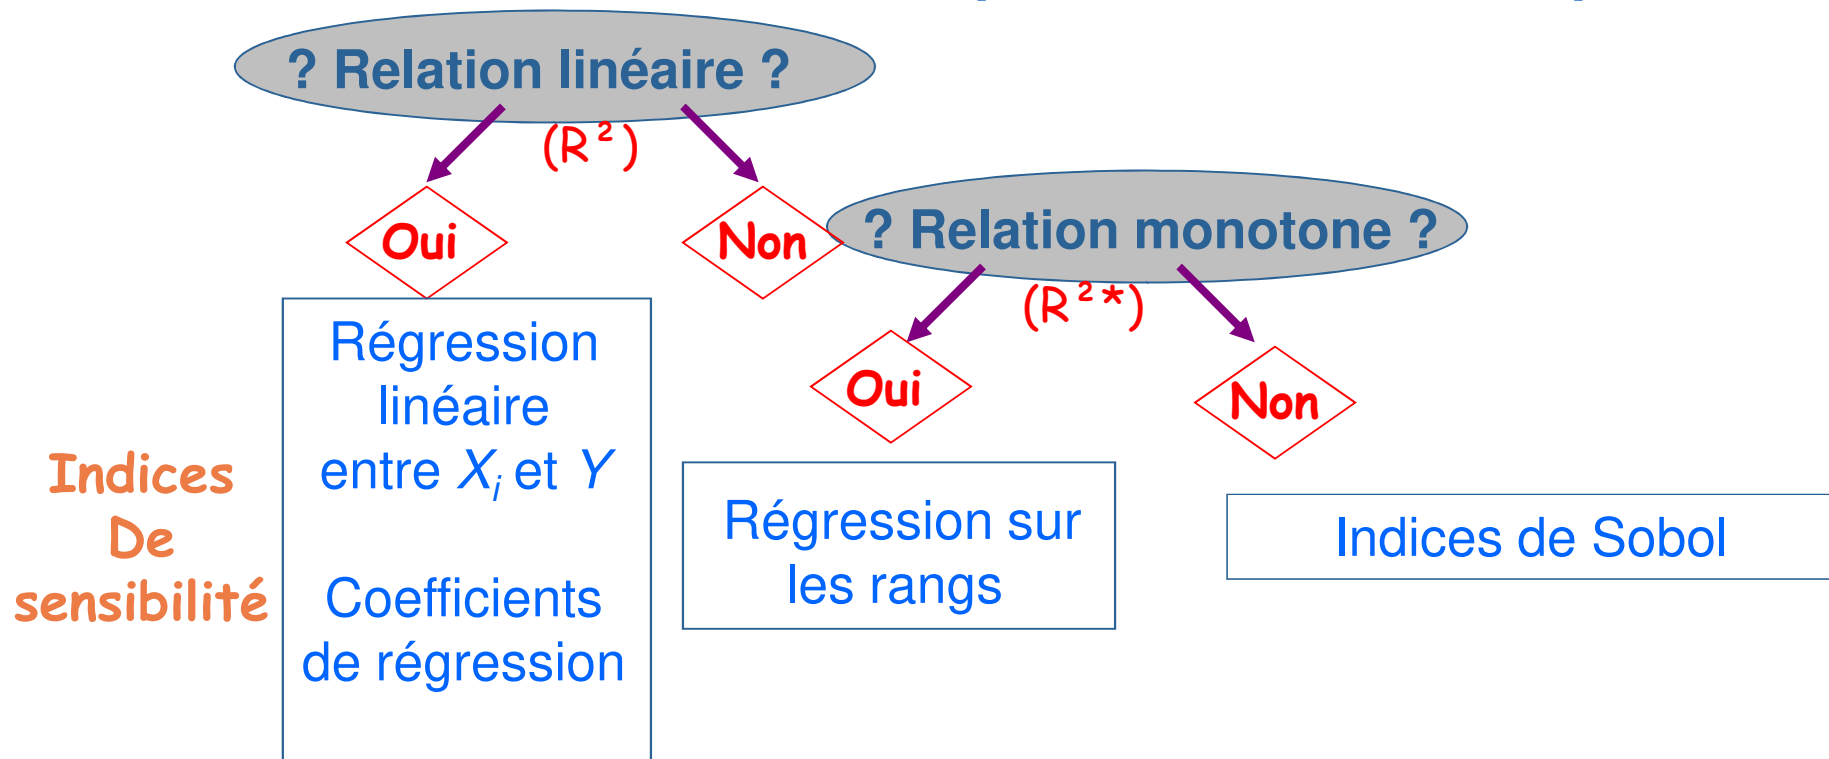 ? Relation linéaire ?
(R²)
Oui
Non
? Relation monotone ?
(R²*)
Oui
Non
Indices
De
sensibilité
Régression
linéaire
entre Xi et Y
Coefficients
de régression
Régression sur
les rangs
Indices de Sobol